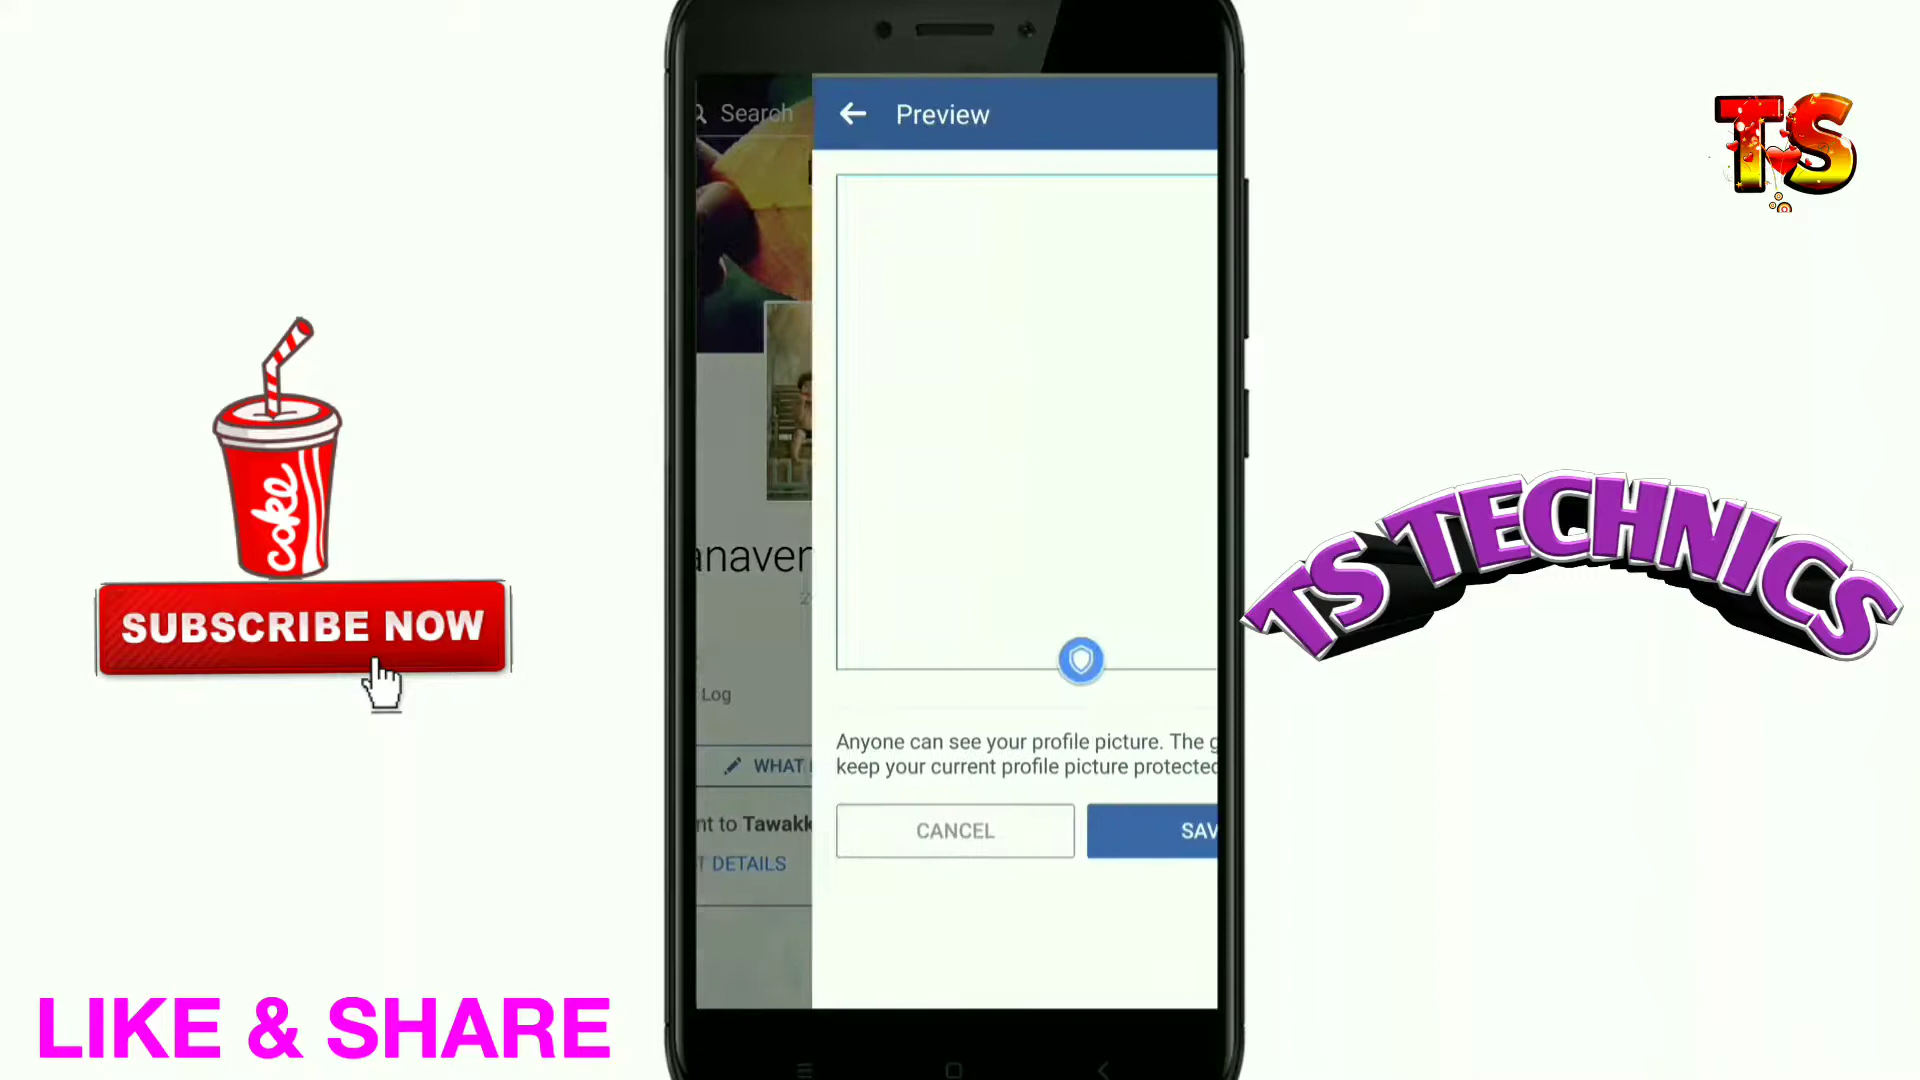 Search
Preview
TS
coke
SUBSCRIBE NOW
TS TECHNICS
Log
WHAT
Anyone can see your profile picture. The g
keep your current profile picture protected
nt to Tawakk
DETAILS
CANCEL
SAV
LIKE & SHARE